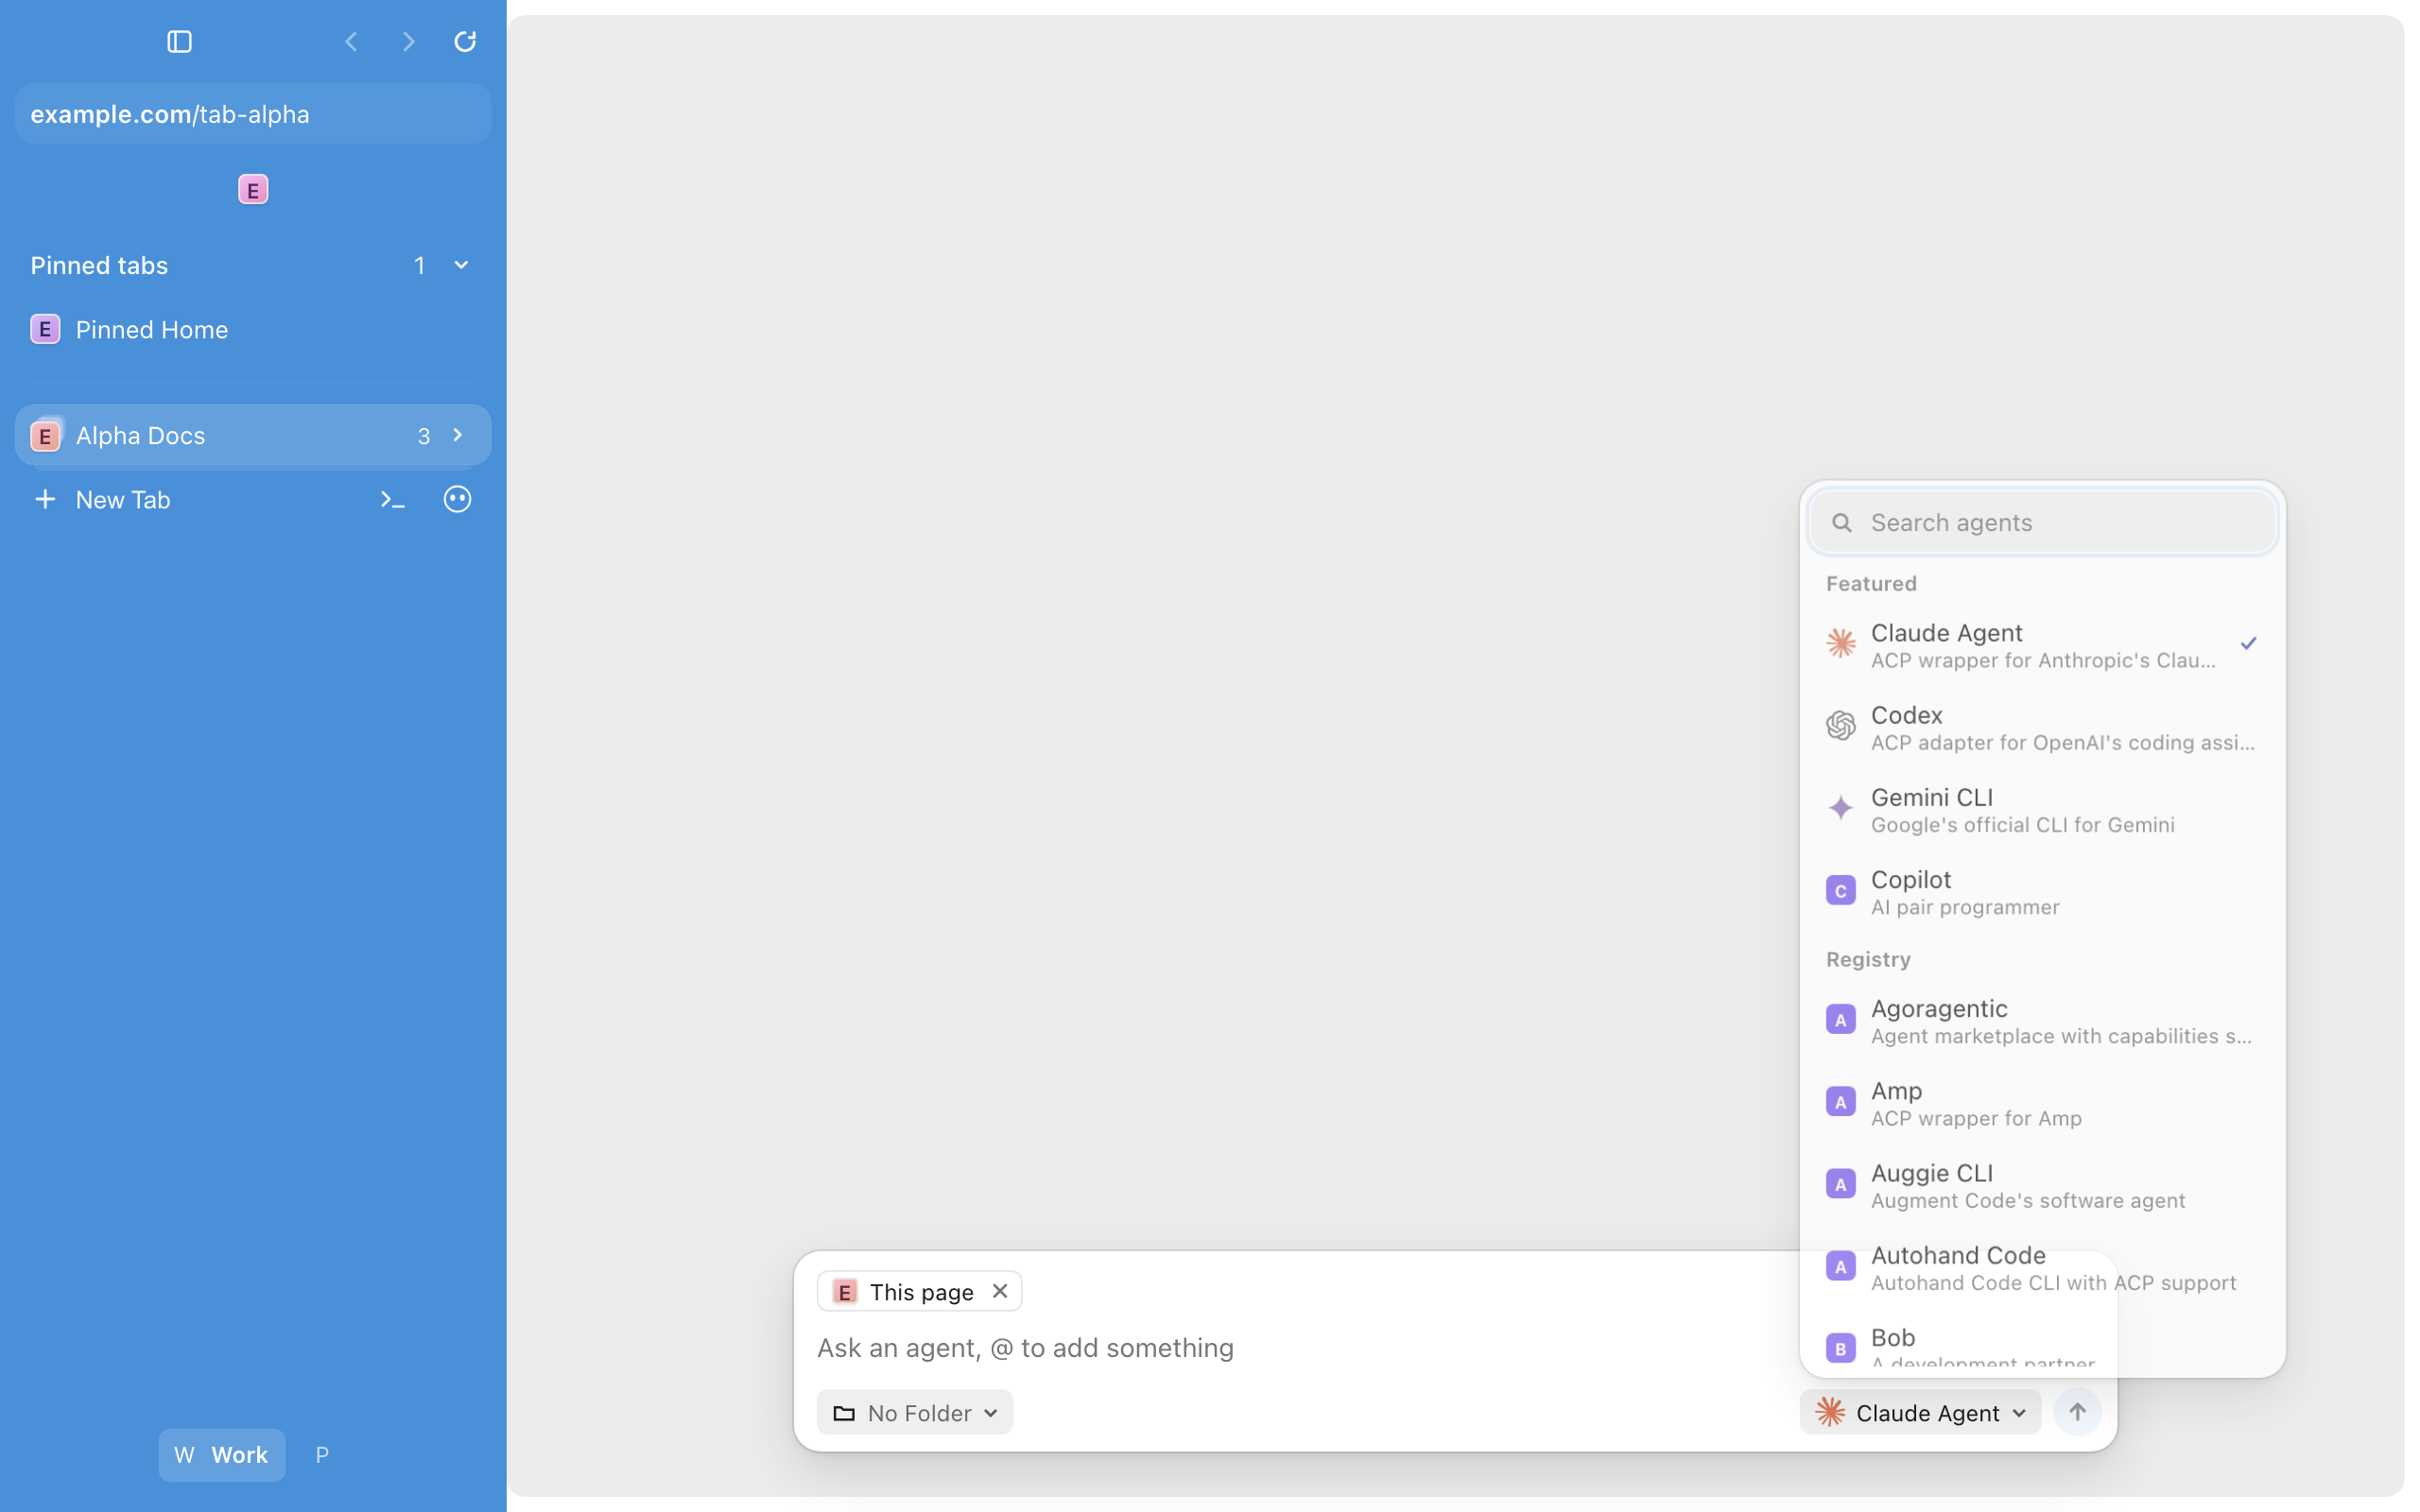 example.com/tab-alpha
E
Pinned tabs 1
E Pinned Home
E Alpha Docs 3
New Tab
W Work P
Search agents
Featured
Claude Agent
ACP wrapper for Anthropic's Clau...
Codex
ACP adapter for OpenAI's coding assi...
Gemini CLI
Google's official CLI for Gemini
C Copilot
AI pair programmer
Registry
A Agoragentic
Agent marketplace with capabilities s...
A Amp
ACP wrapper for Amp
A Auggie CLI
Augment Code's software agent
A Autohand Code
Autohand Code CLI with ACP support
B Bob
A development partner
E This page
Ask an agent, @ to add something
No Folder
Claude Agent